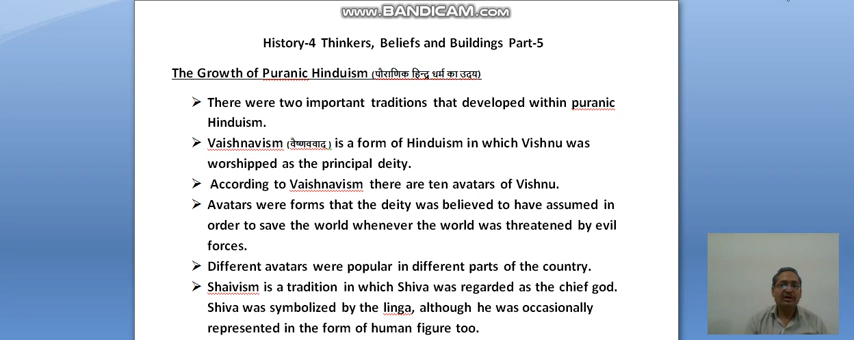 www.BANDICAM.com
History-4 Thinkers, Beliefs and Buildings Part-5
The Growth of Puranic Hinduism (पौराणिक हिन्दू धर्म का उदय)
➢ There were two important traditions that developed within puranic
Hinduism.
➢ Vaishnavism (वैष्णववाद) is a form of Hinduism in which Vishnu was
worshipped as the principal deity.
➢ According to Vaishnavism there are ten avatars of Vishnu.
➢ Avatars were forms that the deity was believed to have assumed in
order to save the world whenever the world was threatened by evil
forces.
➢ Different avatars were popular in different parts of the country.
➢ Shaivism is a tradition in which Shiva was regarded as the chief god.
Shiva was symbolized by the linga, although he was occasionally
represented in the form of human figure too.